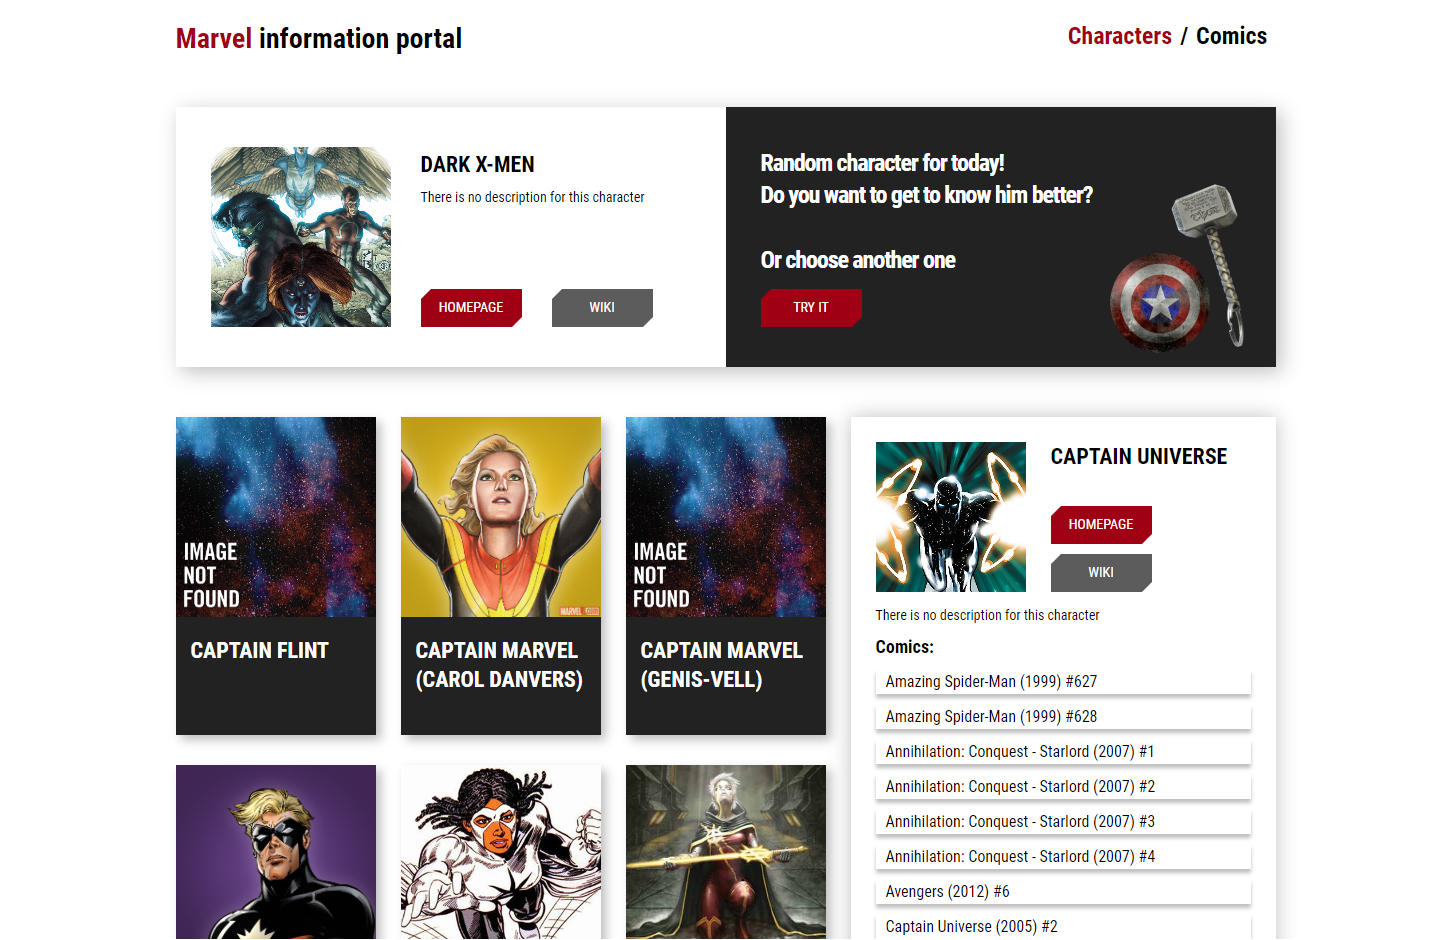 Marvel information portal
Characters / Comics
DARK X-MEN
There is no description for this character
HOMEPAGE
WIKI
Random character for today!
Do you want to get to know him better?
Or choose another one
TRY IT
IMAGE
NOT
FOUND
CAPTAIN FLINT
MARVEL
CAPTAIN MARVEL
(CAROL DANVERS)
IMAGE
NOT
FOUND
CAPTAIN MARVEL
(GENIS-VELL)
CAPTAIN UNIVERSE
HOMEPAGE
WIKI
There is no description for this character
Comics:
Amazing Spider-Man (1999) #627
Amazing Spider-Man (1999) #628
Annihilation: Conquest - Starlord (2007) #1
Annihilation: Conquest - Starlord (2007) #2
Annihilation: Conquest - Starlord (2007) #3
Annihilation: Conquest - Starlord (2007) #4
Avengers (2012) #6
Captain Universe (2005) #2